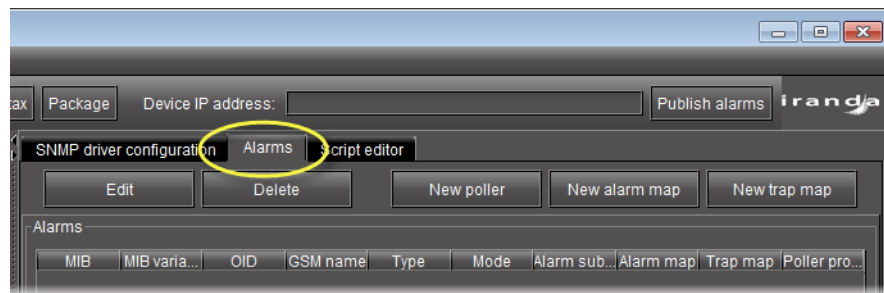 tax Package Device IP address: Publish alarms iranda
SNMP driver configuration Alarms Script editor
Edit Delete New poller New alarm map New trap map
Alarms
MIB MIB varia... OID GSM name Type Mode Alarm sub... Alarm map Trap map Poller pro...